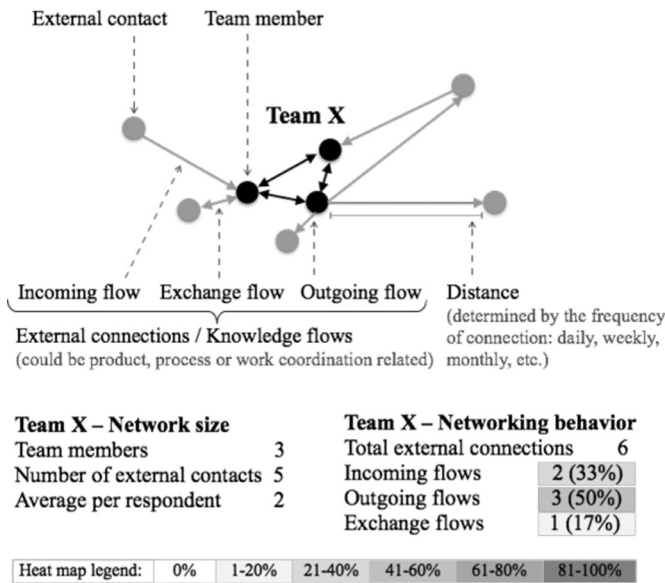 External contact
Team member
Team X
Incoming flow
Exchange flow
Outgoing flow
Distance
(determined by the frequency
of connection: daily, weekly,
monthly, etc.)
External connections / Knowledge flows
(could be product, process or work coordination related)
Team X – Network size
Team members 3
Number of external contacts 5
Average per respondent 2
Team X – Networking behavior
Total external connections 6
Incoming flows 2 (33%)
Outgoing flows 3 (50%)
Exchange flows 1 (17%)
Heat map legend: 0% 1-20% 21-40% 41-60% 61-80% 81-100%